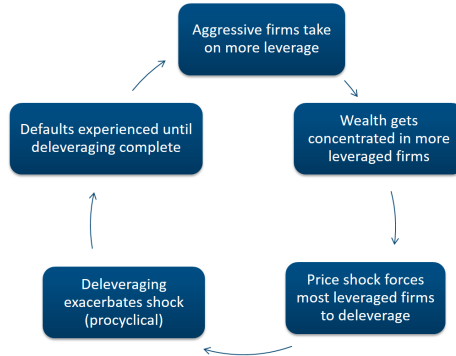 Aggressive firms take
on more leverage
Wealth gets
concentrated in more
leveraged firms
Price shock forces
most leveraged firms
to deleverage
Deleveraging
exacerbates shock
(procyclical)
Defaults experienced until
deleveraging complete